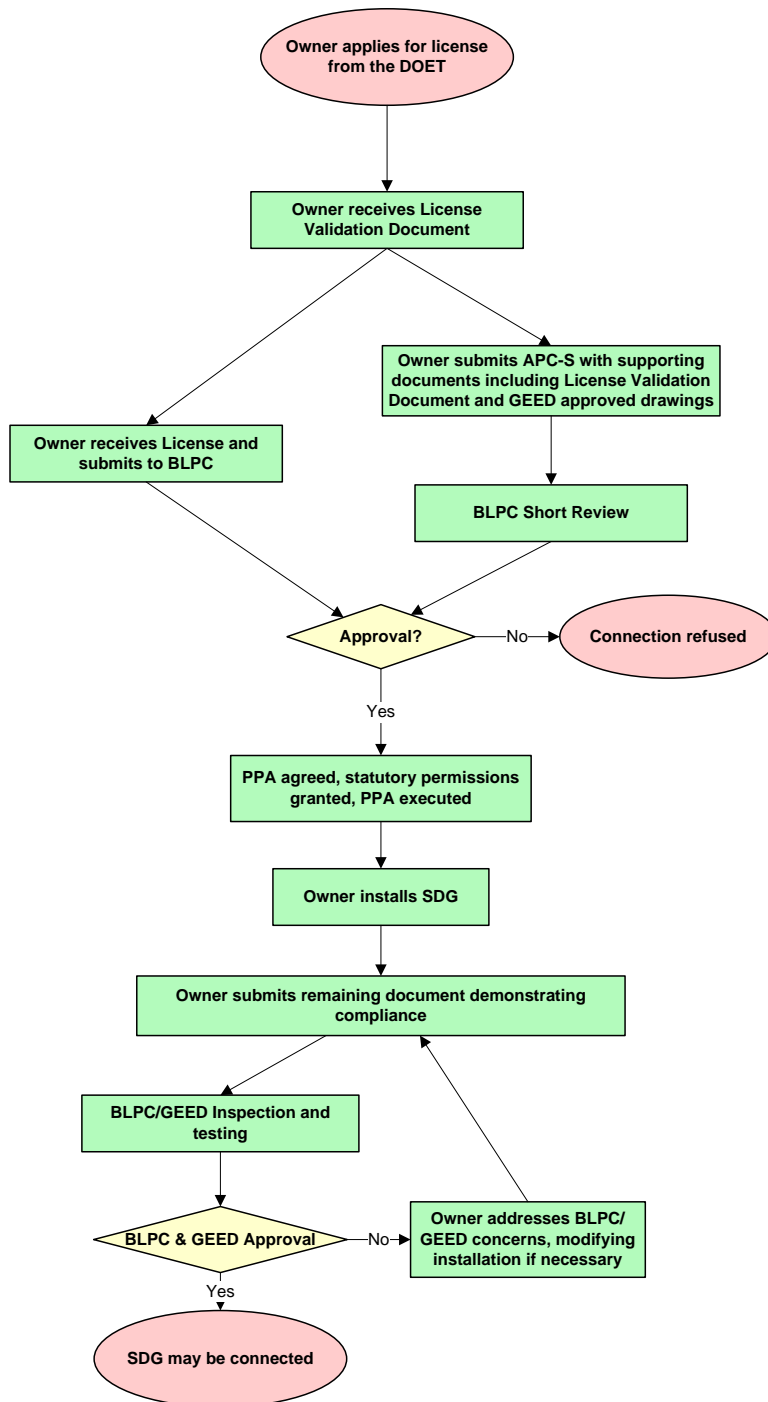 Owner applies for license
from the DOET
Owner receives License
Validation Document
Owner submits APC-S with supporting
documents including License Validation
Document and GEED approved drawings
Owner receives License and
submits to BLPC
BLPC Short Review
Approval?
No
Connection refused
Yes
PPA agreed, statutory permissions
granted, PPA executed
Owner installs SDG
Owner submits remaining document demonstrating
compliance
BLPC/GEED Inspection and
testing
BLPC & GEED Approval
No
Owner addresses BLPC/
GEED concerns, modifying
installation if necessary
Yes
SDG may be connected